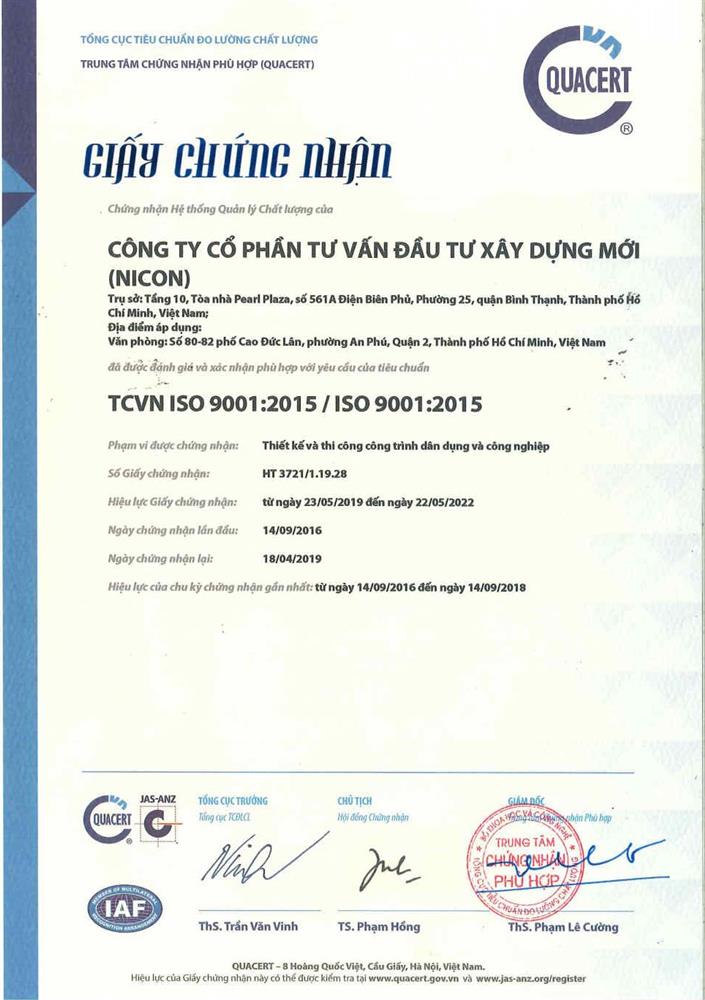 TỔNG CỤC TIÊU CHUẨN ĐO LƯỜNG CHẤT LƯỢNG
TRUNG TÂM CHỨNG NHẬN PHÙ HỢP (QUACERT)
QUACERT
®
GIẤY CHỨNG NHẬN
Chứng nhận Hệ thống Quản lý Chất lượng của
CÔNG TY CỔ PHẦN TƯ VẤN ĐẦU TƯ XÂY DỰNG MỚI
(NICON)
Trụ sở: Tầng 10, Tòa nhà Pearl Plaza, số 561A Điện Biên Phủ, Phường 25, quận Bình Thạnh, Thành phố Hồ
Chí Minh, Việt Nam;
Địa điểm áp dụng:
Văn phòng: Số 80-82 phố Cao Đức Lân, phường An Phú, Quận 2, Thành phố Hồ Chí Minh, Việt Nam
đã được đánh giá và xác nhận phù hợp với yêu cầu của tiêu chuẩn
TCVN ISO 9001:2015 / ISO 9001:2015
Phạm vi được chứng nhận: Thiết kế và thi công công trình dân dụng và công nghiệp
Số Giấy chứng nhận: HT 3721/1.19.28
Hiệu lực Giấy chứng nhận: từ ngày 23/05/2019 đến ngày 22/05/2022
Ngày chứng nhận lần đầu: 14/09/2016
Ngày chứng nhận lại: 18/04/2019
Hiệu lực của chu kỳ chứng nhận gần nhất: từ ngày 14/09/2016 đến ngày 14/09/2018
QUACERT ®
JAS-ANZ
TỔNG CỤC TRƯỞNG CHỦ TỊCH GIÁM ĐỐC
Tổng cục TCĐLCL Hội đồng Chứng nhận Trung tâm Chứng nhận Phù hợp
BỘ KHOA HỌC VÀ CÔNG NGHỆ
TRUNG TÂM
CHỨNG NHẬN
PHÙ HỢP
TỔNG CỤC TIÊU CHUẨN ĐO LƯỜNG CHẤT LƯỢNG
MEMBER OF MULTILATERAL
IAF
RECOGNITION ARRANGEMENT
ThS. Trần Văn Vinh TS. Phạm Hồng ThS. Phạm Lê Cường
QUACERT – 8 Hoàng Quốc Việt, Cầu Giấy, Hà Nội, Việt Nam.
Hiệu lực của Giấy chứng nhận này có thể được kiểm tra tại www.quacert.gov.vn và www.jas-anz.org/register